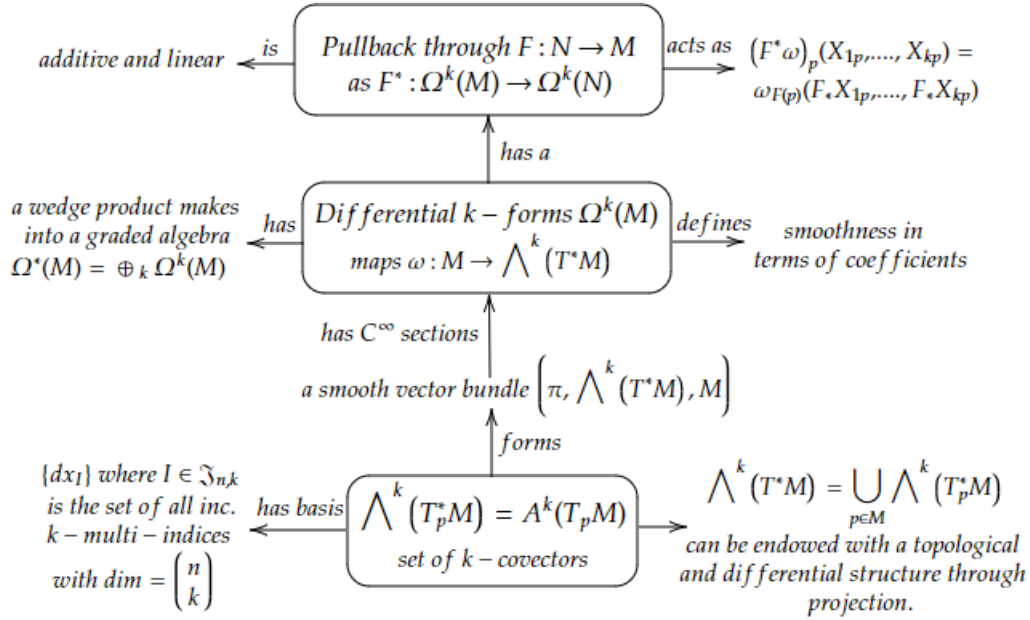 additive and linear
is
Pullback through F : N → M
as F* : Ω^k(M) → Ω^k(N)
acts as
(F*ω)_p(X_{1p},...., X_{kp}) =
ω_{F(p)}(F_*X_{1p},...., F_*X_{kp})
has a
a wedge product makes
into a graded algebra
Ω*(M) = ⊕_k Ω^k(M)
has
Differential k − forms Ω^k(M)
maps ω : M → ⋀^k (T*M)
defines
smoothness in
terms of coefficients
has C^∞ sections
a smooth vector bundle (π, ⋀^k (T*M), M)
forms
{dx_I} where I ∈ ℑ_{n,k}
is the set of all inc.
k − multi − indices
with dim = (n k)
has basis
⋀^k (T*_pM) = A^k(T_pM)
set of k − covectors
⋀^k (T*M) = ⋃_{p∈M} ⋀^k (T*_pM)
can be endowed with a topological
and differential structure through
projection.